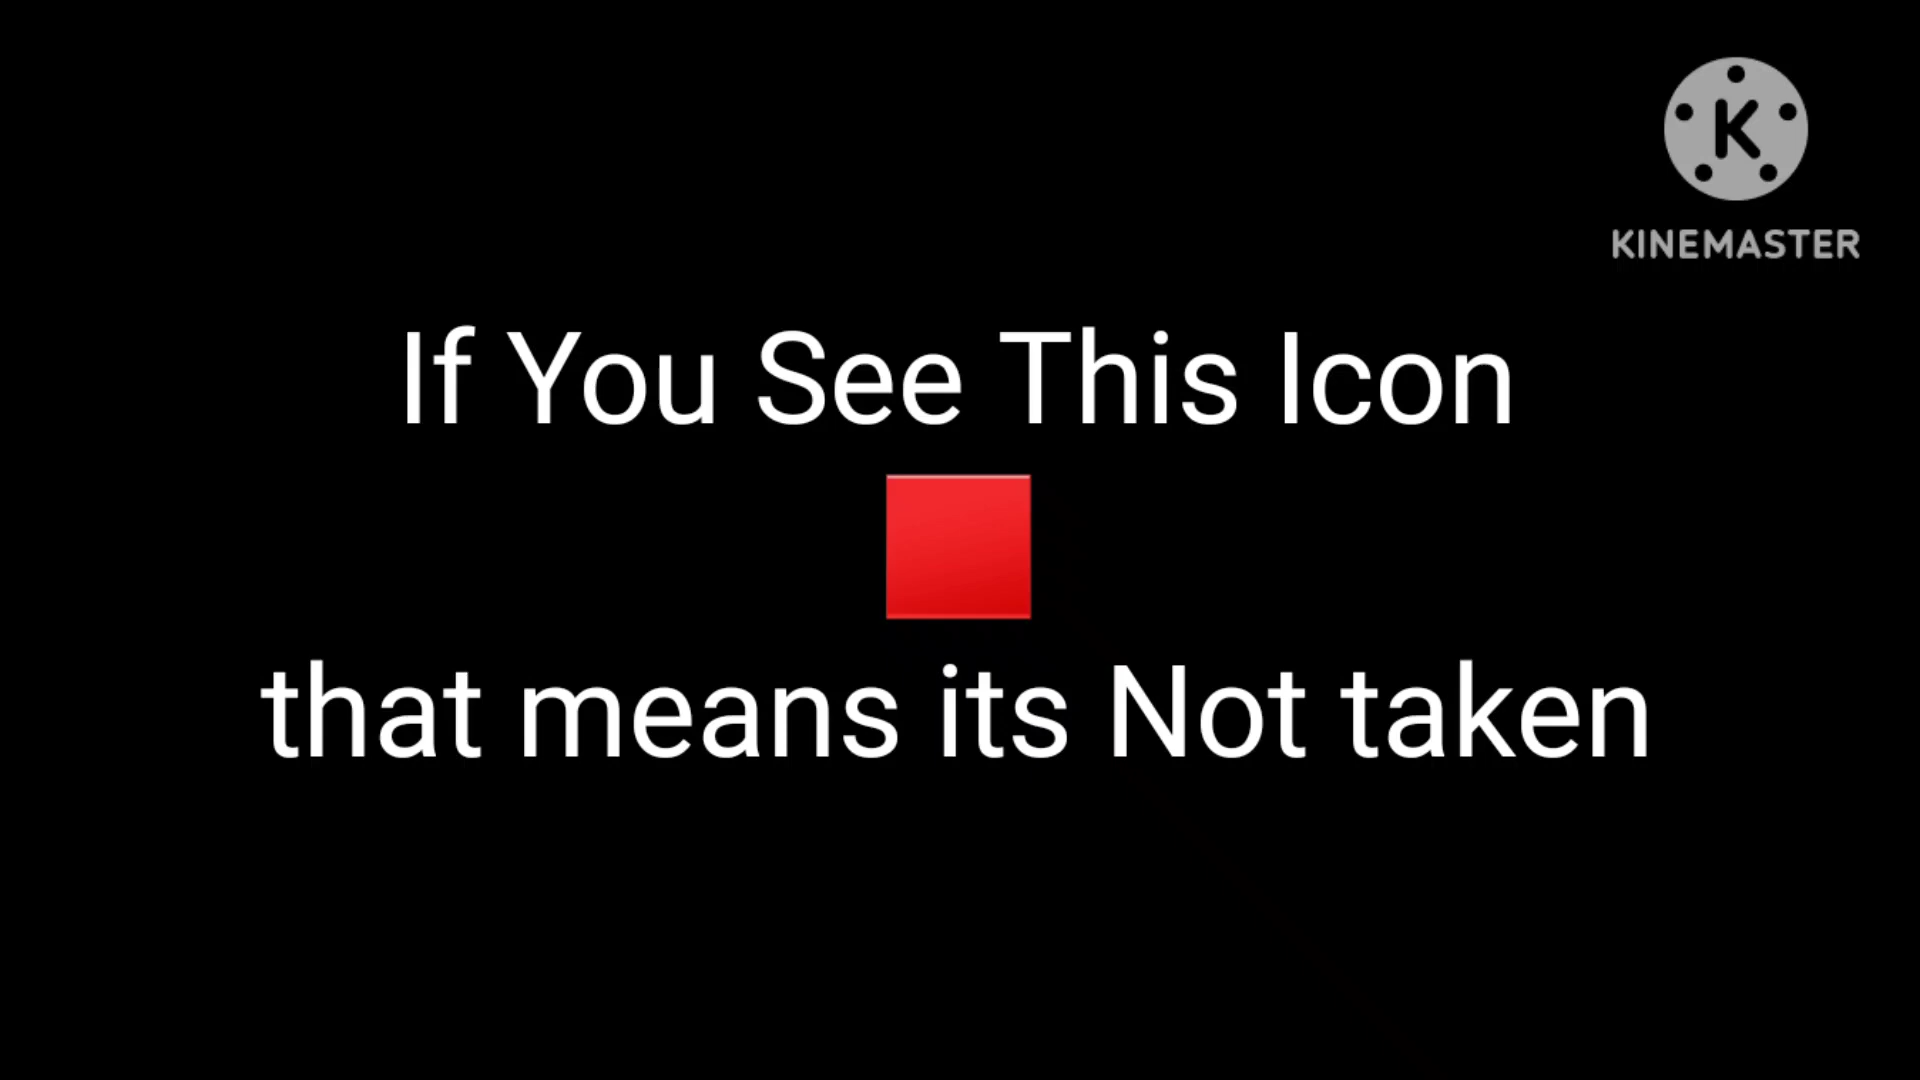 K
KINEMASTER
If You See This Icon
🟥
that means its Not taken